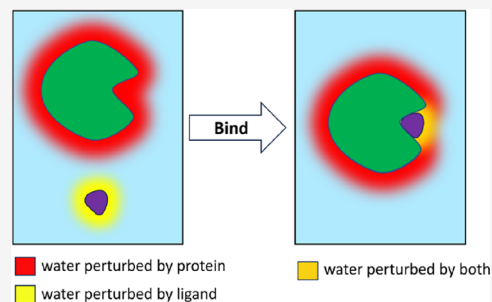 Bind
water perturbed by protein
water perturbed by both
water perturbed by ligand